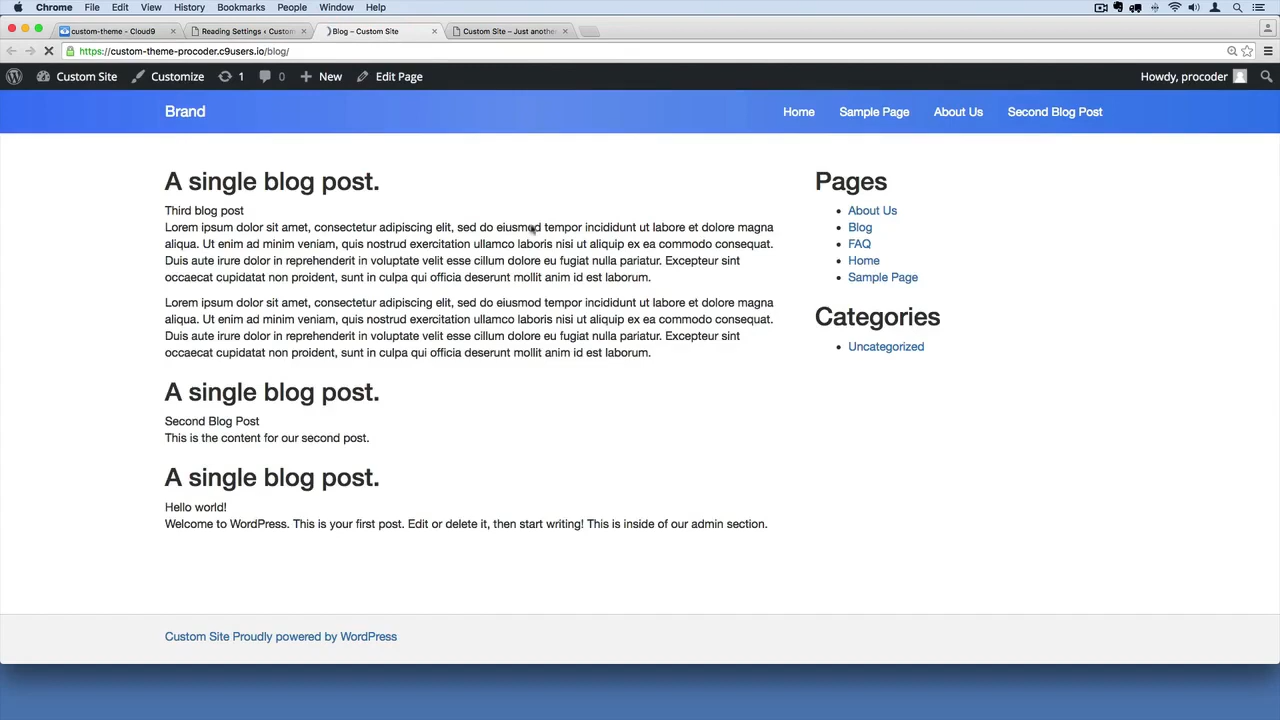 Chrome File Edit View History Bookmarks People Window Help
custom-theme - Cloud9
Reading Settings ‹ Custom
Blog – Custom Site
Custom Site – Just another
https://custom-theme-procoder.c9users.io/blog/
Custom Site Customize 1 0 New Edit Page Howdy, procoder
Brand Home Sample Page About Us Second Blog Post
A single blog post.
Third blog post
Lorem ipsum dolor sit amet, consectetur adipiscing elit, sed do eiusmod tempor incididunt ut labore et dolore magna
aliqua. Ut enim ad minim veniam, quis nostrud exercitation ullamco laboris nisi ut aliquip ex ea commodo consequat.
Duis aute irure dolor in reprehenderit in voluptate velit esse cillum dolore eu fugiat nulla pariatur. Excepteur sint
occaecat cupidatat non proident, sunt in culpa qui officia deserunt mollit anim id est laborum.
Lorem ipsum dolor sit amet, consectetur adipiscing elit, sed do eiusmod tempor incididunt ut labore et dolore magna
aliqua. Ut enim ad minim veniam, quis nostrud exercitation ullamco laboris nisi ut aliquip ex ea commodo consequat.
Duis aute irure dolor in reprehenderit in voluptate velit esse cillum dolore eu fugiat nulla pariatur. Excepteur sint
occaecat cupidatat non proident, sunt in culpa qui officia deserunt mollit anim id est laborum.
A single blog post.
Second Blog Post
This is the content for our second post.
A single blog post.
Hello world!
Welcome to WordPress. This is your first post. Edit or delete it, then start writing! This is inside of our admin section.
Pages
About Us
Blog
FAQ
Home
Sample Page
Categories
Uncategorized
Custom Site Proudly powered by WordPress